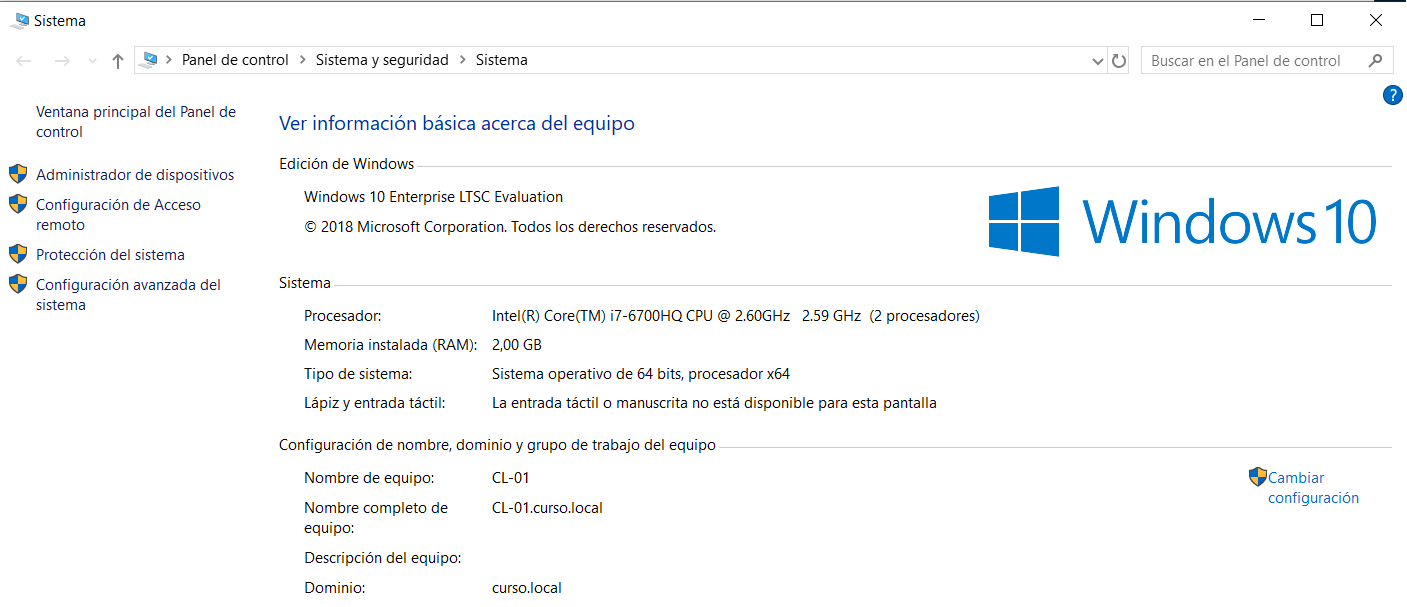 Sistema
Panel de control > Sistema y seguridad > Sistema
Buscar en el Panel de control
?
Ventana principal del Panel de
control
Administrador de dispositivos
Configuración de Acceso
remoto
Protección del sistema
Configuración avanzada del
sistema
Ver información básica acerca del equipo
Edición de Windows
Windows 10 Enterprise LTSC Evaluation
© 2018 Microsoft Corporation. Todos los derechos reservados.
Windows 10
Sistema
Procesador: Intel(R) Core(TM) i7-6700HQ CPU @ 2.60GHz 2.59 GHz (2 procesadores)
Memoria instalada (RAM): 2,00 GB
Tipo de sistema: Sistema operativo de 64 bits, procesador x64
Lápiz y entrada táctil: La entrada táctil o manuscrita no está disponible para esta pantalla
Configuración de nombre, dominio y grupo de trabajo del equipo
Nombre de equipo: CL-01
Cambiar
configuración
Nombre completo de
equipo:
CL-01.curso.local
Descripción del equipo:
Dominio: curso.local